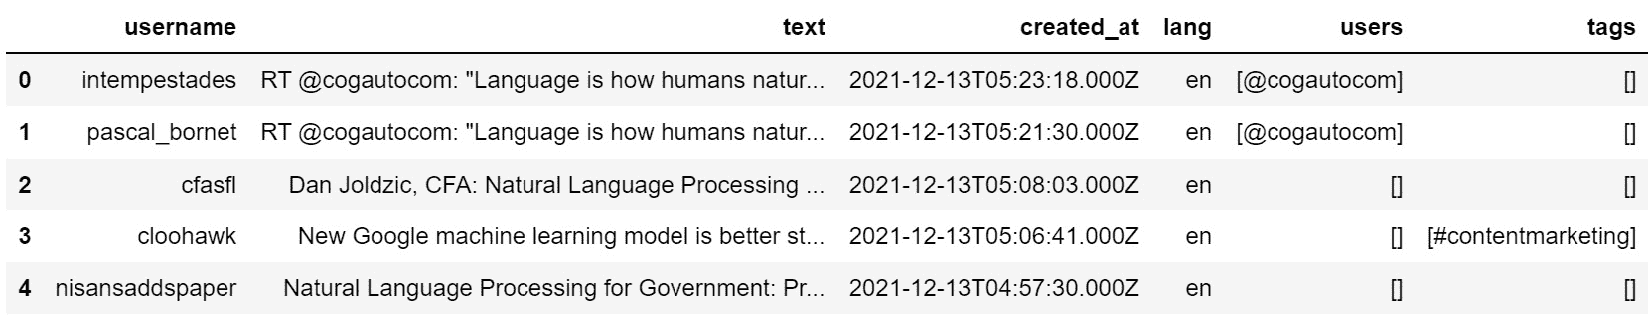 username text created_at lang users tags
0 intempestades RT @cogautocom: "Language is how humans natur... 2021-12-13T05:23:18.000Z en [@cogautocom] []
1 pascal_bornet RT @cogautocom: "Language is how humans natur... 2021-12-13T05:21:30.000Z en [@cogautocom] []
2 cfasfl Dan Joldzic, CFA: Natural Language Processing ... 2021-12-13T05:08:03.000Z en [] []
3 cloohawk New Google machine learning model is better st... 2021-12-13T05:06:41.000Z en [] [#contentmarketing]
4 nisansaddspaper Natural Language Processing for Government: Pr... 2021-12-13T04:57:30.000Z en [] []